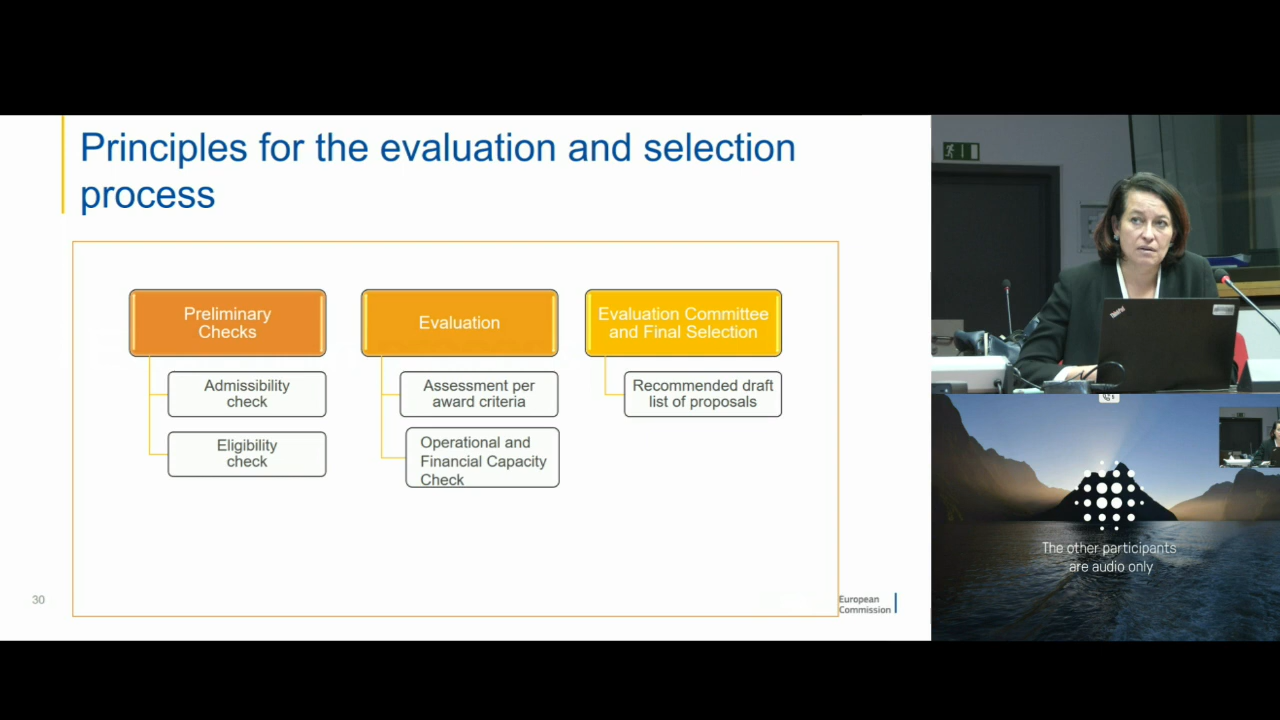 Principles for the evaluation and selection
process
Preliminary
Checks
Admissibility
check
Eligibility
check
Evaluation
Assessment per
award criteria
Operational and
Financial Capacity
Check
Evaluation Committee
and Final Selection
Recommended draft
list of proposals
30
European
Commission
ThinkPad
The other participants
are audio only